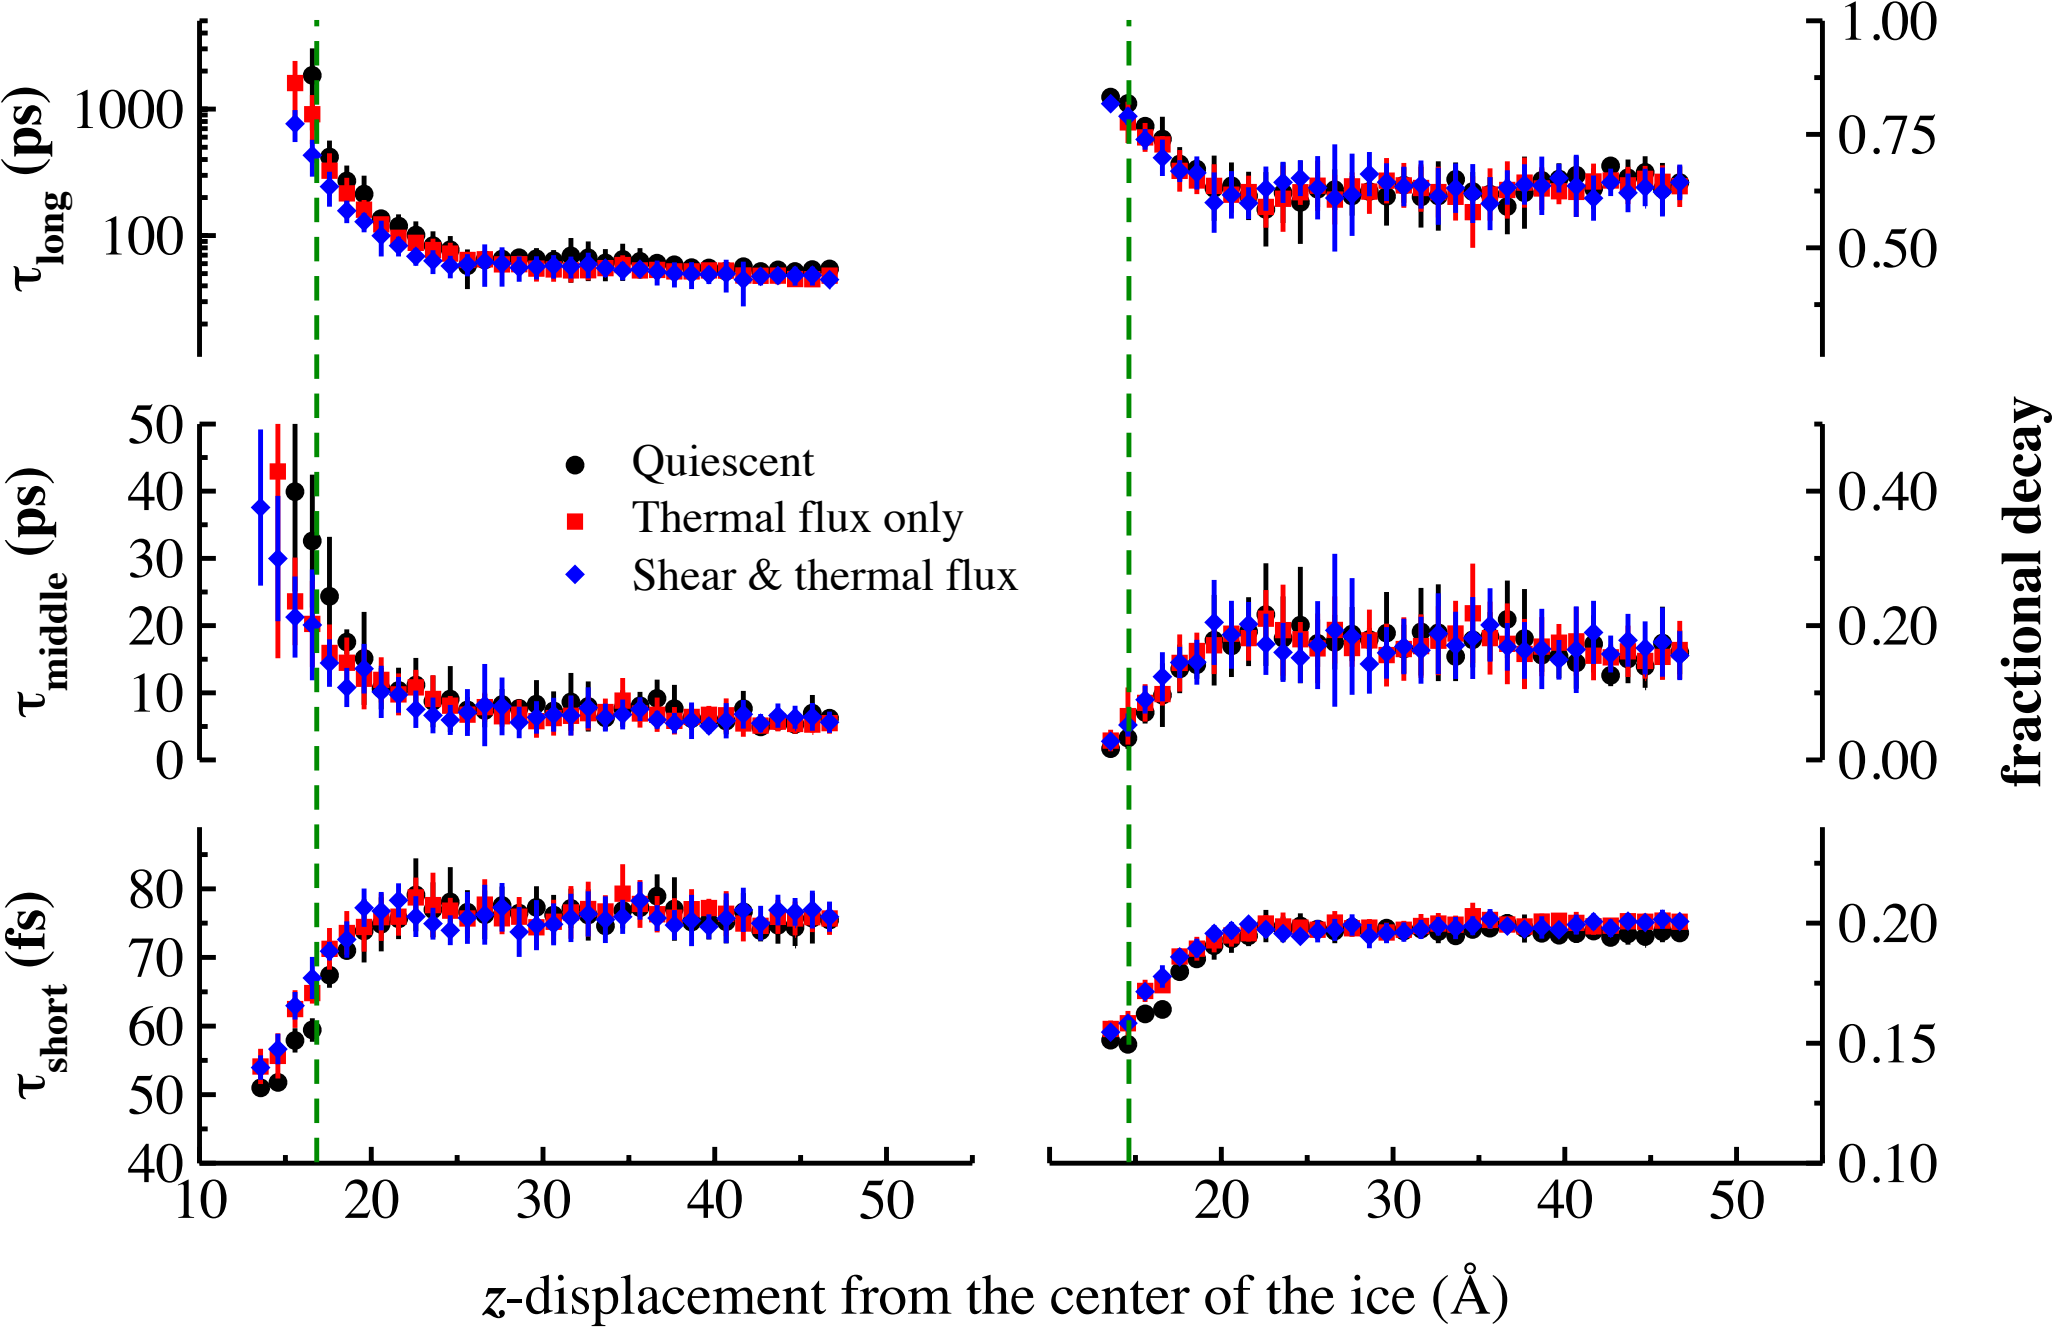 1.00
1000
0.75
100
0.50
τlong (ps)
50
40
30
20
10
0
τmiddle (ps)
Quiescent
Thermal flux only
Shear & thermal flux
0.40
0.20
0.00
fractional decay
80
70
60
50
40
τshort (fs)
0.20
0.15
0.10
10 20 30 40 50
20 30 40 50
z-displacement from the center of the ice (Å)